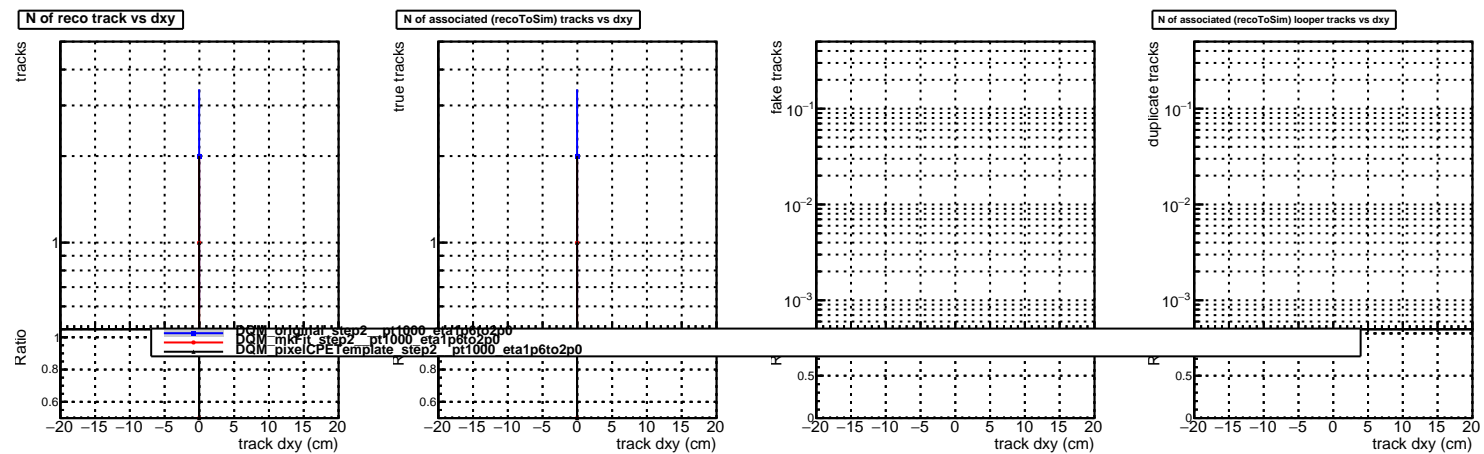 N of reco track vs dxy
N of associated (recoToSim) tracks vs dxy
N of associated (recoToSim) looper tracks vs dxy
tracks
true tracks
fake tracks
duplicate tracks
1
1
10⁻¹
10⁻²
10⁻³
10⁻¹
10⁻²
10⁻³
DQM_original_step2__pt1000_eta1p6to2p0
DQM_mkFit_step2__pt1000_eta1p6to2p0
DQM_pixelCPETemplate_step2__pt1000_eta1p6to2p0
Ratio
1
0.8
0.6
0.8
0.6
0.5
0
0.5
0
−20 −15 −10 −5 0 5 10 15 20
−20 −15 −10 −5 0 5 10 15 20
−20 −15 −10 −5 0 5 10 15 20
−20 −15 −10 −5 0 5 10 15 20
track dxy (cm)
track dxy (cm)
track dxy (cm)
track dxy (cm)